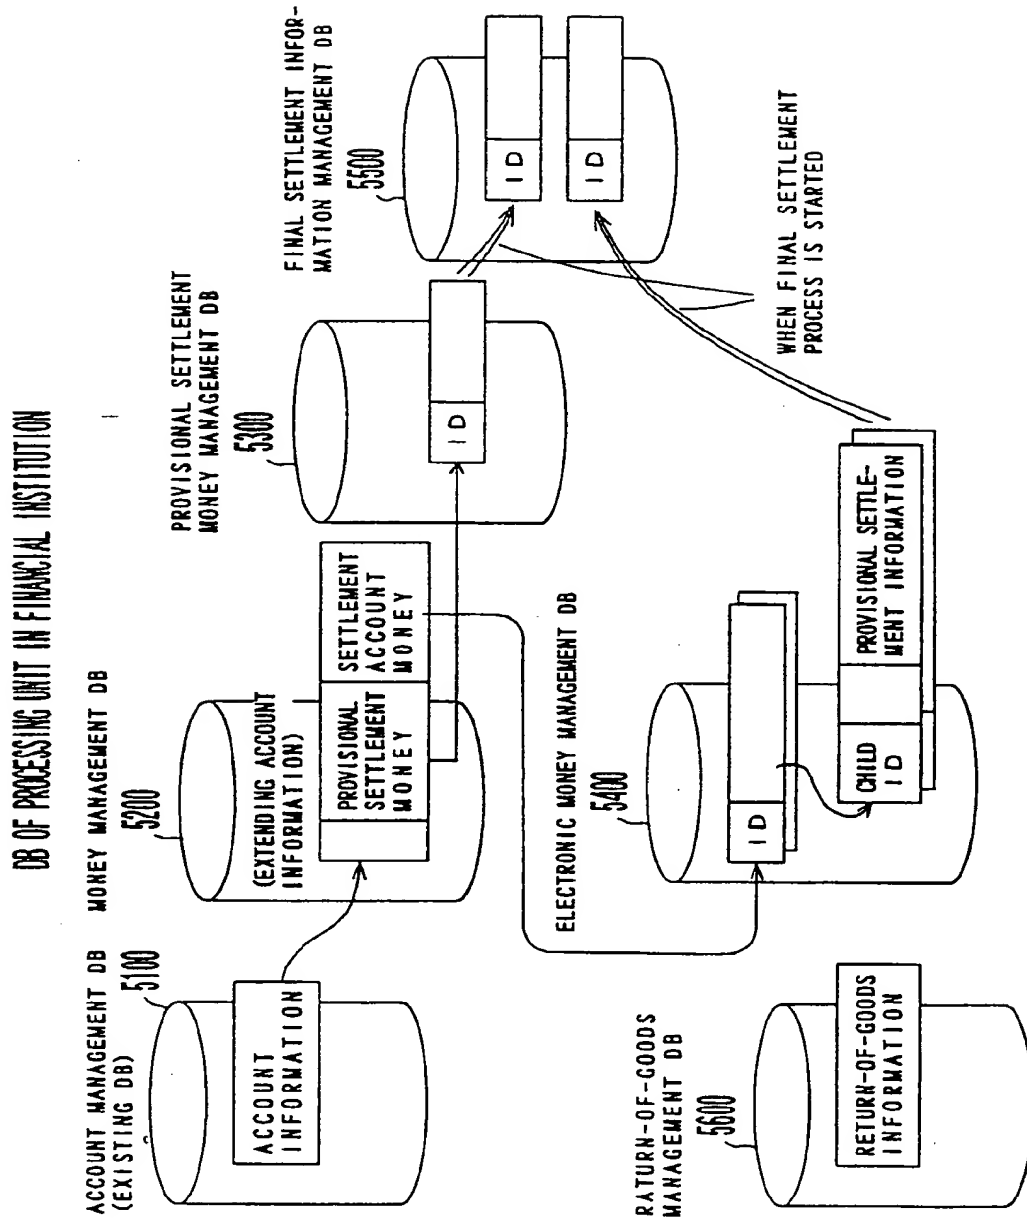 DB OF PROCESSING UNIT IN FINANCIAL INSTITUTION
ACCOUNT MANAGEMENT DB
(EXISTING DB)
5100
ACCOUNT
INFORMATION
MONEY MANAGEMENT DB
5200
(EXTENDING ACCOUNT
INFORMATION)
PROVISIONAL
SETTLEMENT
MONEY
SETTLEMENT
ACCOUNT
MONEY
PROVISIONAL SETTLEMENT
MONEY MANAGEMENT DB
5300
ID
FINAL SETTLEMENT INFOR-
MATION MANAGEMENT DB
5500
ID
ID
WHEN FINAL SETTLEMENT
PROCESS IS STARTED
ELECTRONIC MONEY MANAGEMENT DB
5400
ID
CHILD
ID
PROVISIONAL SETTLE-
MENT INFORMATION
RATURN-OF-GOODS
MANAGEMENT DB
5600
RETURN-OF-GOODS
INFORMATION